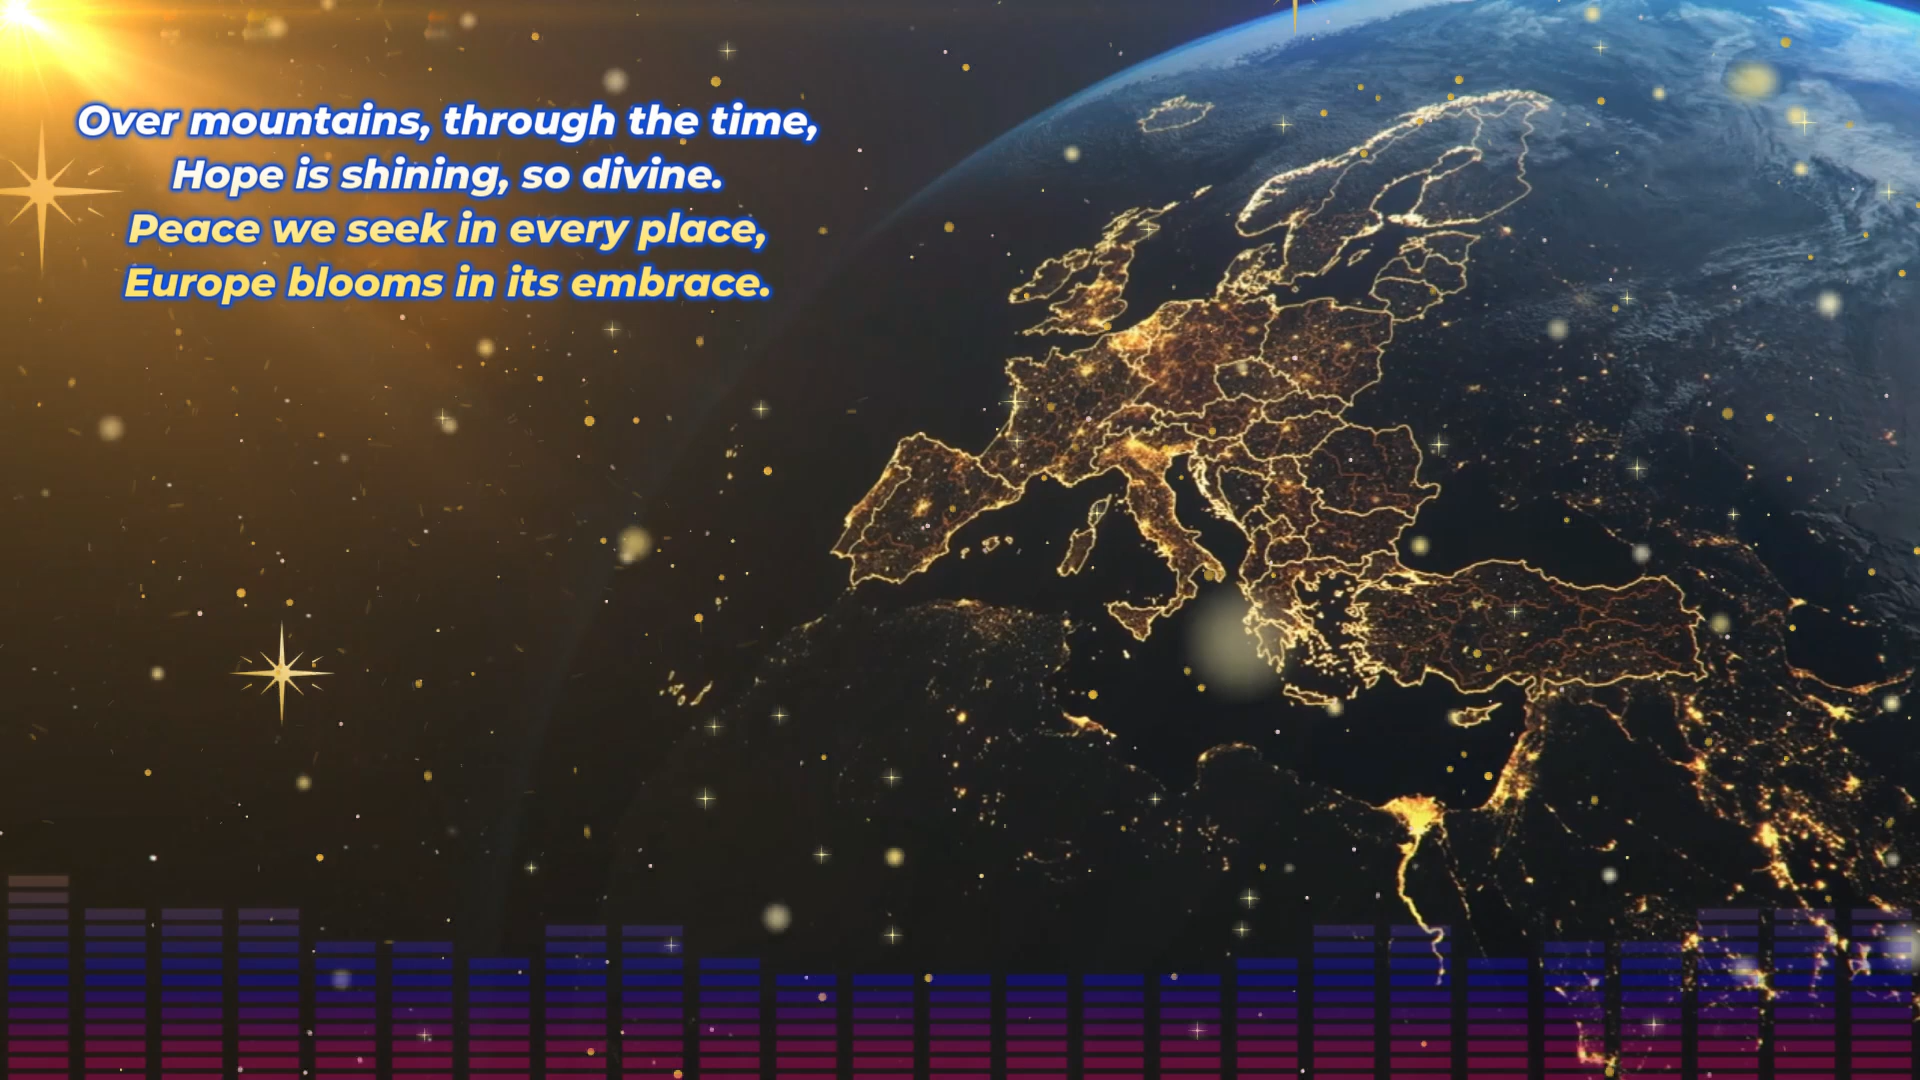 Over mountains, through the time,
Hope is shining, so divine.
Peace we seek in every place,
Europe blooms in its embrace.